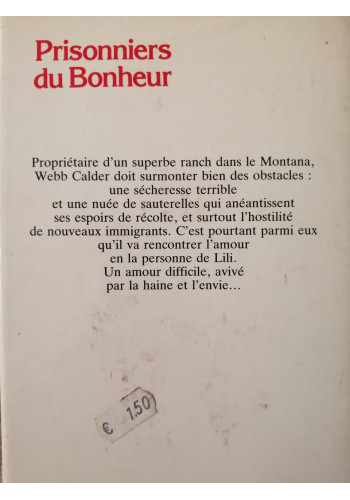 Prisonniers
du Bonheur
Propriétaire d'un superbe ranch dans le Montana,
Webb Calder doit surmonter bien des obstacles :
une sécheresse terrible
et une nuée de sauterelles qui anéantissent
ses espoirs de récolte, et surtout l'hostilité
de nouveaux immigrants. C'est pourtant parmi eux
qu'il va rencontrer l'amour
en la personne de Lili.
Un amour difficile, avivé
par la haine et l'envie...
€ 1.50